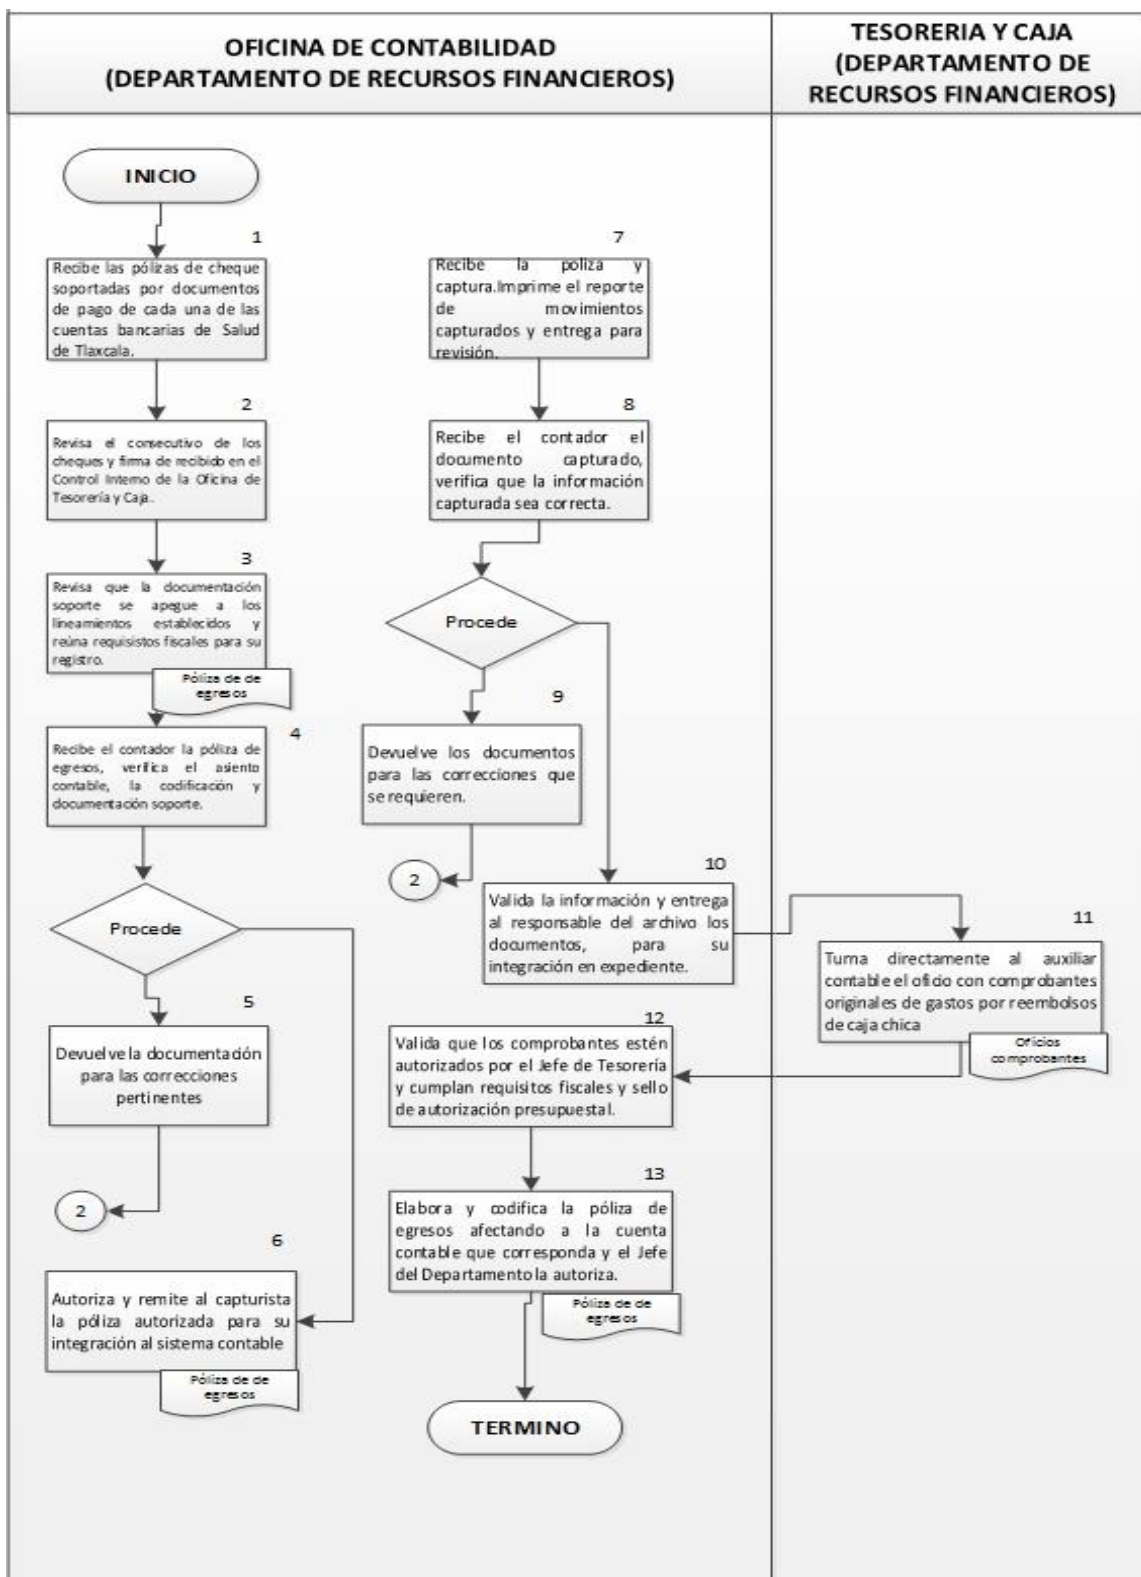 OFICINA DE CONTABILIDAD
(DEPARTAMENTO DE RECURSOS FINANCIEROS)
TESORERIA Y CAJA
(DEPARTAMENTO DE
RECURSOS FINANCIEROS)
INICIO
1
Recibe las pólizas de cheque
soportadas por documentos
de pago de cada una de las
cuentas bancarias de Salud
de Tlaxcala.
2
Revisa el consecutivo de los
cheques y firma de recibido en el
Control Interno de la Oficina de
Tesorería y Caja.
3
Revisa que la documentación
soporte se apegue a los
lineamientos establecidos y
reúna requisistos fiscales para su
registro.
Póliza de de
egresos
4
Recibe el contador la póliza de
egresos, verifica el asiento
contable, la codificación y
documentación soporte.
Procede
5
Devuelve la documentación
para las correcciones
pertinentes
2
6
Autoriza y remite al capturista
la póliza autorizada para su
integración al sistema contable
Póliza de de
egresos
7
Recibe la póliza y
captura.Imprime el reporte
de movimientos
capturados y entrega para
revisión.
8
Recibe el contador el
documento capturado,
verifica que la información
capturada sea correcta.
Procede
9
Devuelve los documentos
para las correcciones que
se requieren.
2
10
Valida la información y entrega
al responsable del archivo los
documentos, para su
integración en expediente.
11
Turna directamente al auxiliar
contable el oficio con comprobantes
originales de gastos por reembolsos
de caja chica
Oficios
comprobantes
12
Valida que los comprobantes estén
autorizados por el Jefe de Tesorería
y cumplan requisitos fiscales y sello
de autorización presupuestal.
13
Elabora y codifica la póliza de
egresos afectando a la cuenta
contable que corresponda y el Jefe
del Departamento la autoriza.
Póliza de de
egresos
TERMINO